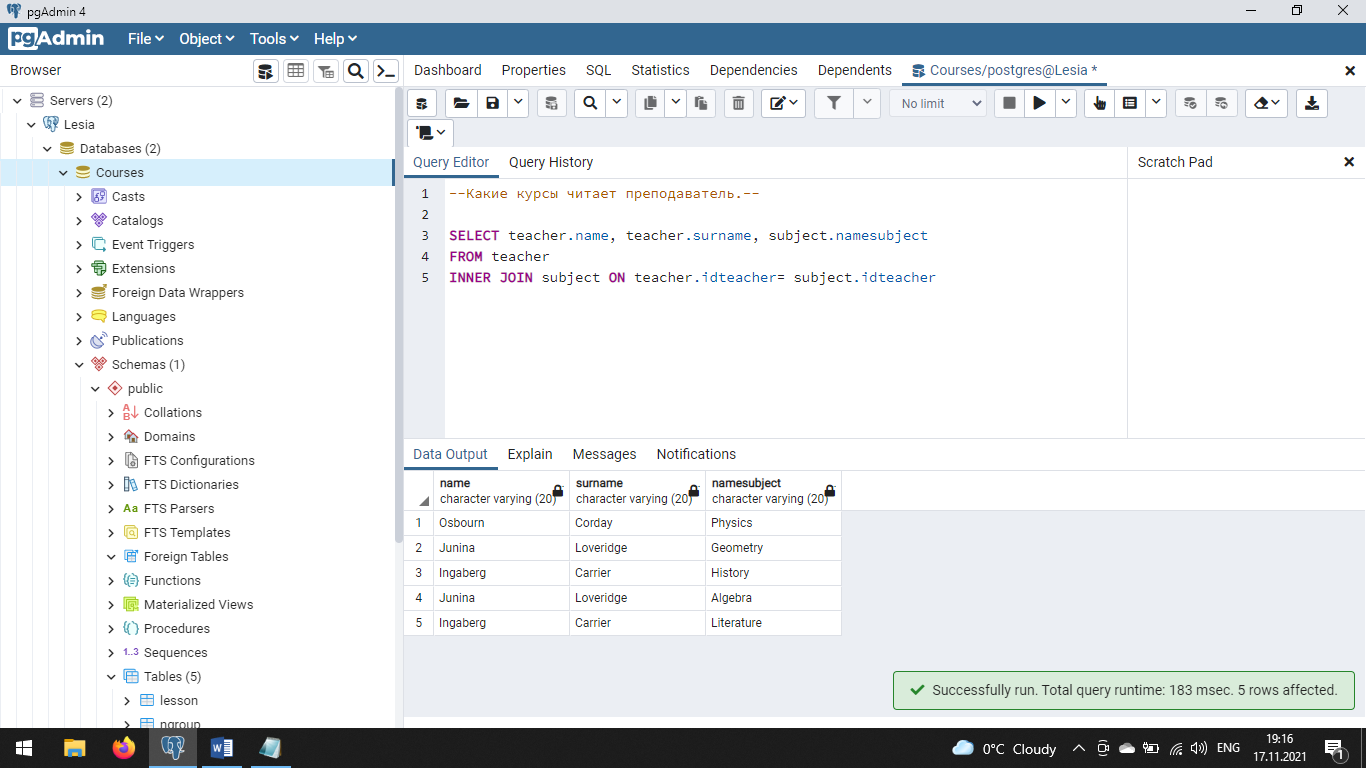 pgAdmin 4
pgAdmin File Object Tools Help
Browser
Dashboard Properties SQL Statistics Dependencies Dependents Courses/postgres@Lesia *
Servers (2)
Lesia
Databases (2)
Courses
Casts
Catalogs
Event Triggers
Extensions
Foreign Data Wrappers
Languages
Publications
Schemas (1)
public
Collations
Domains
FTS Configurations
FTS Dictionaries
Aa FTS Parsers
FTS Templates
Foreign Tables
Functions
Materialized Views
Procedures
1..3 Sequences
Tables (5)
lesson
ngroup
No limit
Query Editor Query History
Scratch Pad
1 --Какие курсы читает преподаватель.--
2
3 SELECT teacher.name, teacher.surname, subject.namesubject
4 FROM teacher
5 INNER JOIN subject ON teacher.idteacher= subject.idteacher
Data Output Explain Messages Notifications
name surname namesubject
character varying (20) character varying (20) character varying (20)
1 Osbourn Corday Physics
2 Junina Loveridge Geometry
3 Ingaberg Carrier History
4 Junina Loveridge Algebra
5 Ingaberg Carrier Literature
Successfully run. Total query runtime: 183 msec. 5 rows affected.
0°C Cloudy ENG 19:16
17.11.2021
1